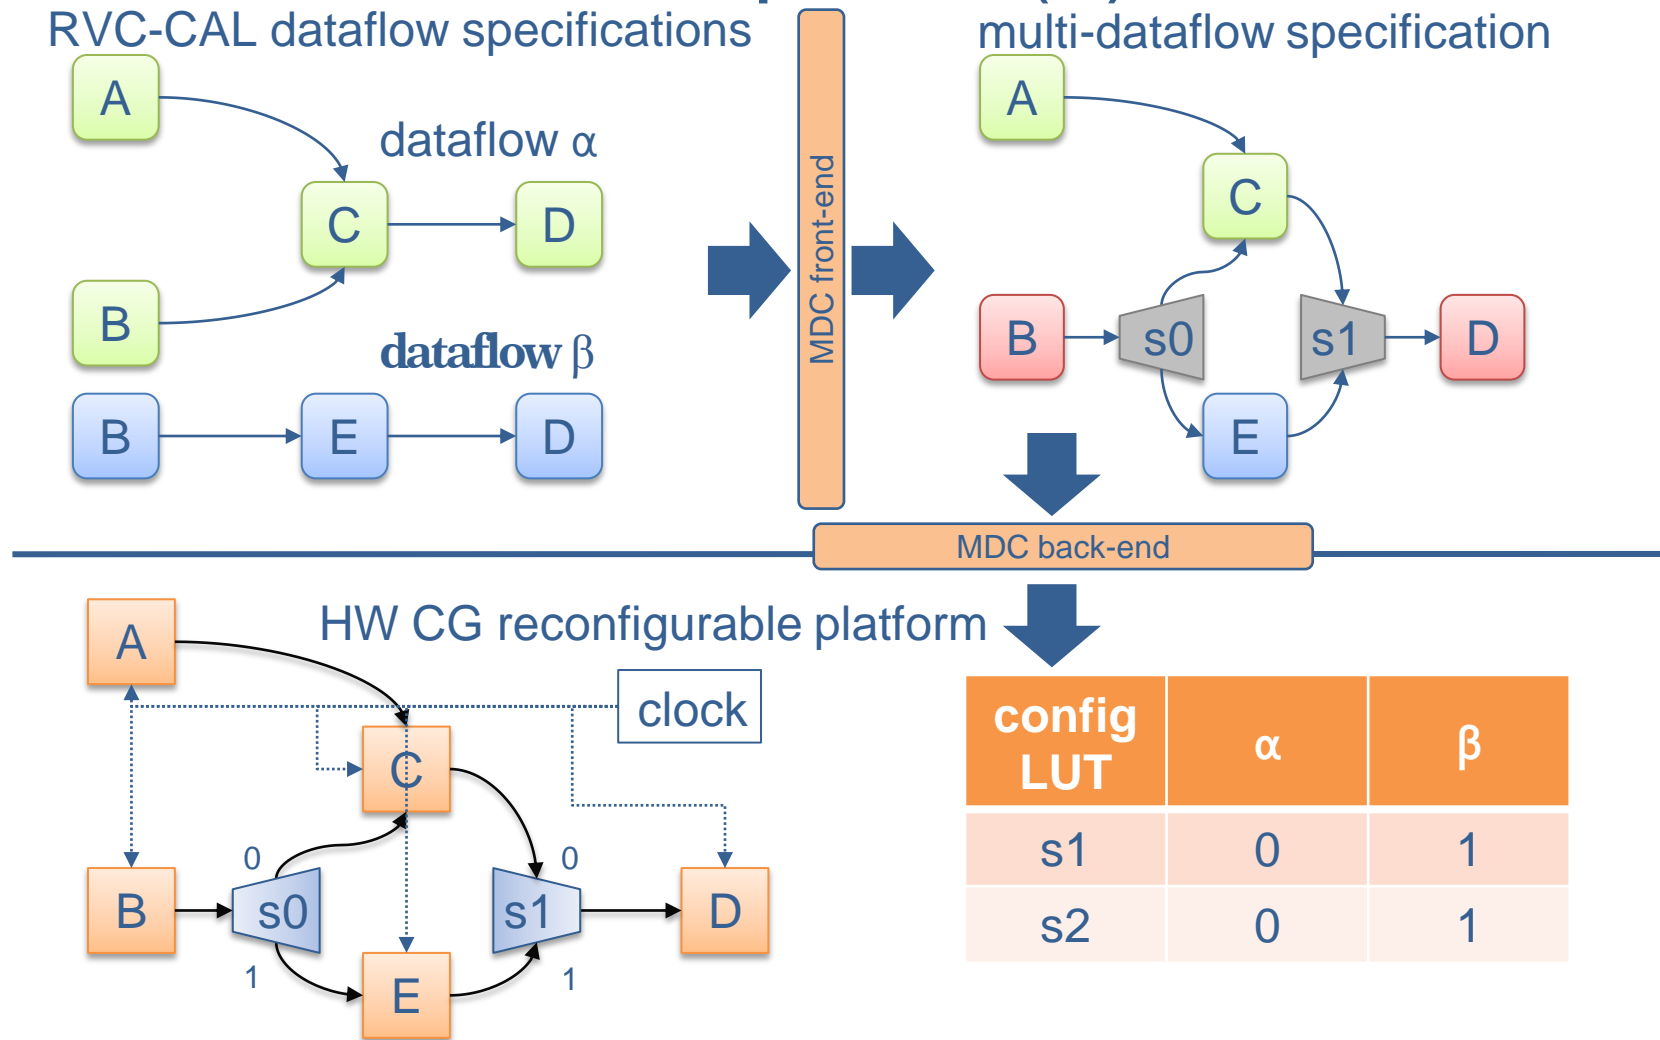 RVC-CAL dataflow specifications
multi-dataflow specification
A
dataflow α
C
D
B
dataflow β
B
E
D
MDC front-end
A
C
B
s0
s1
D
E
MDC back-end
HW CG reconfigurable platform
A
clock
C
0
0
B
s0
s1
D
1
1
E
config LUT
α
β
s1
0
1
s2
0
1